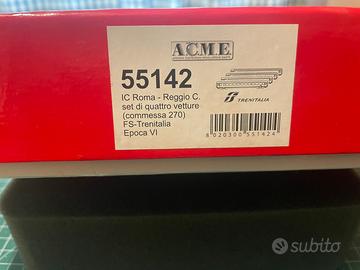 A.C.M.E.
55142
IC Roma - Reggio C.
set di quattro vetture
(commessa 270)
FS-Trenitalia
Epoca VI
TRENITALIA
8 020300 551424
subito